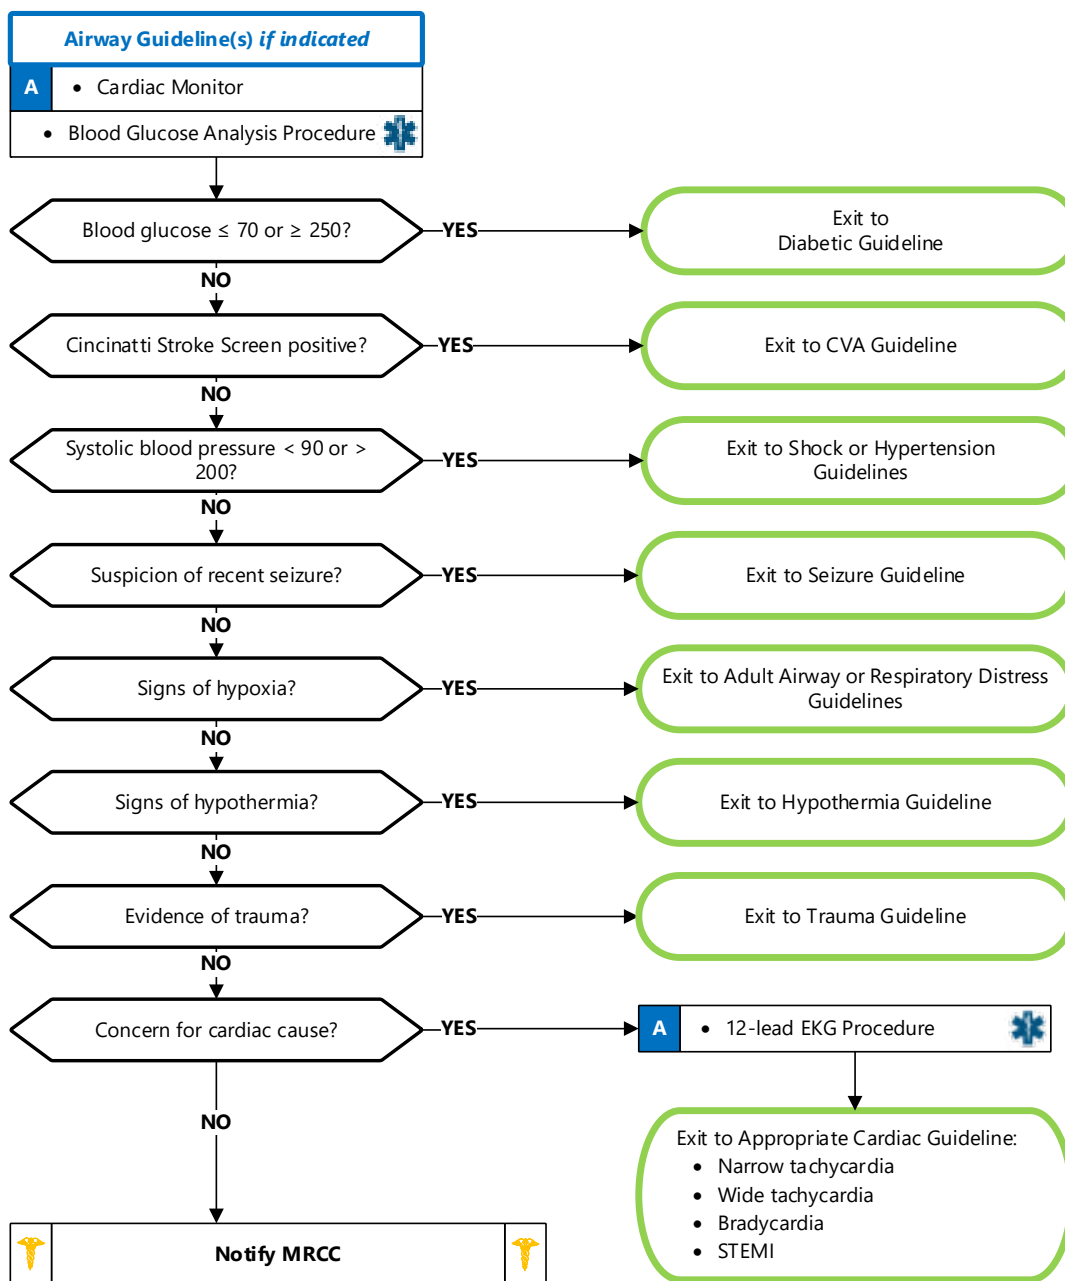 Airway Guideline(s) if indicated
A
• Cardiac Monitor
• Blood Glucose Analysis Procedure
Blood glucose ≤ 70 or ≥ 250?
YES
Exit to
Diabetic Guideline
NO
Cincinatti Stroke Screen positive?
YES
Exit to CVA Guideline
NO
Systolic blood pressure < 90 or >
200?
YES
Exit to Shock or Hypertension
Guidelines
NO
Suspicion of recent seizure?
YES
Exit to Seizure Guideline
NO
Signs of hypoxia?
YES
Exit to Adult Airway or Respiratory Distress
Guidelines
NO
Signs of hypothermia?
YES
Exit to Hypothermia Guideline
NO
Evidence of trauma?
YES
Exit to Trauma Guideline
NO
Concern for cardiac cause?
YES
A
• 12-lead EKG Procedure
NO
Exit to Appropriate Cardiac Guideline:
• Narrow tachycardia
• Wide tachycardia
• Bradycardia
• STEMI
Notify MRCC